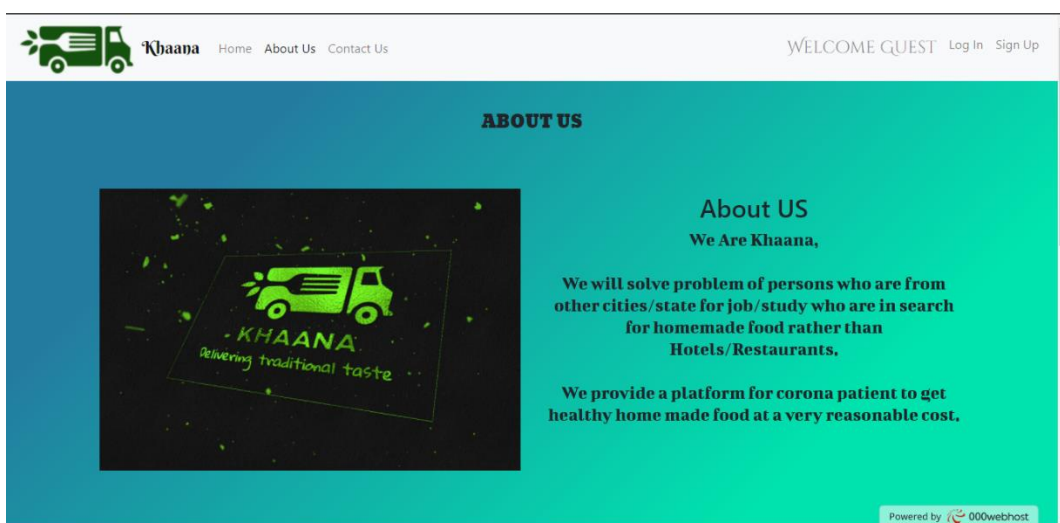 Khaana Home About Us Contact Us WELCOME GUEST Log In Sign Up
ABOUT US
KHAANA
Delivering traditional taste
About US
We Are Khaana,
We will solve problem of persons who are from
other cities/state for job/study who are in search
for homemade food rather than
Hotels/Restaurants.
We provide a platform for corona patient to get
healthy home made food at a very reasonable cost.
Powered by 000webhost